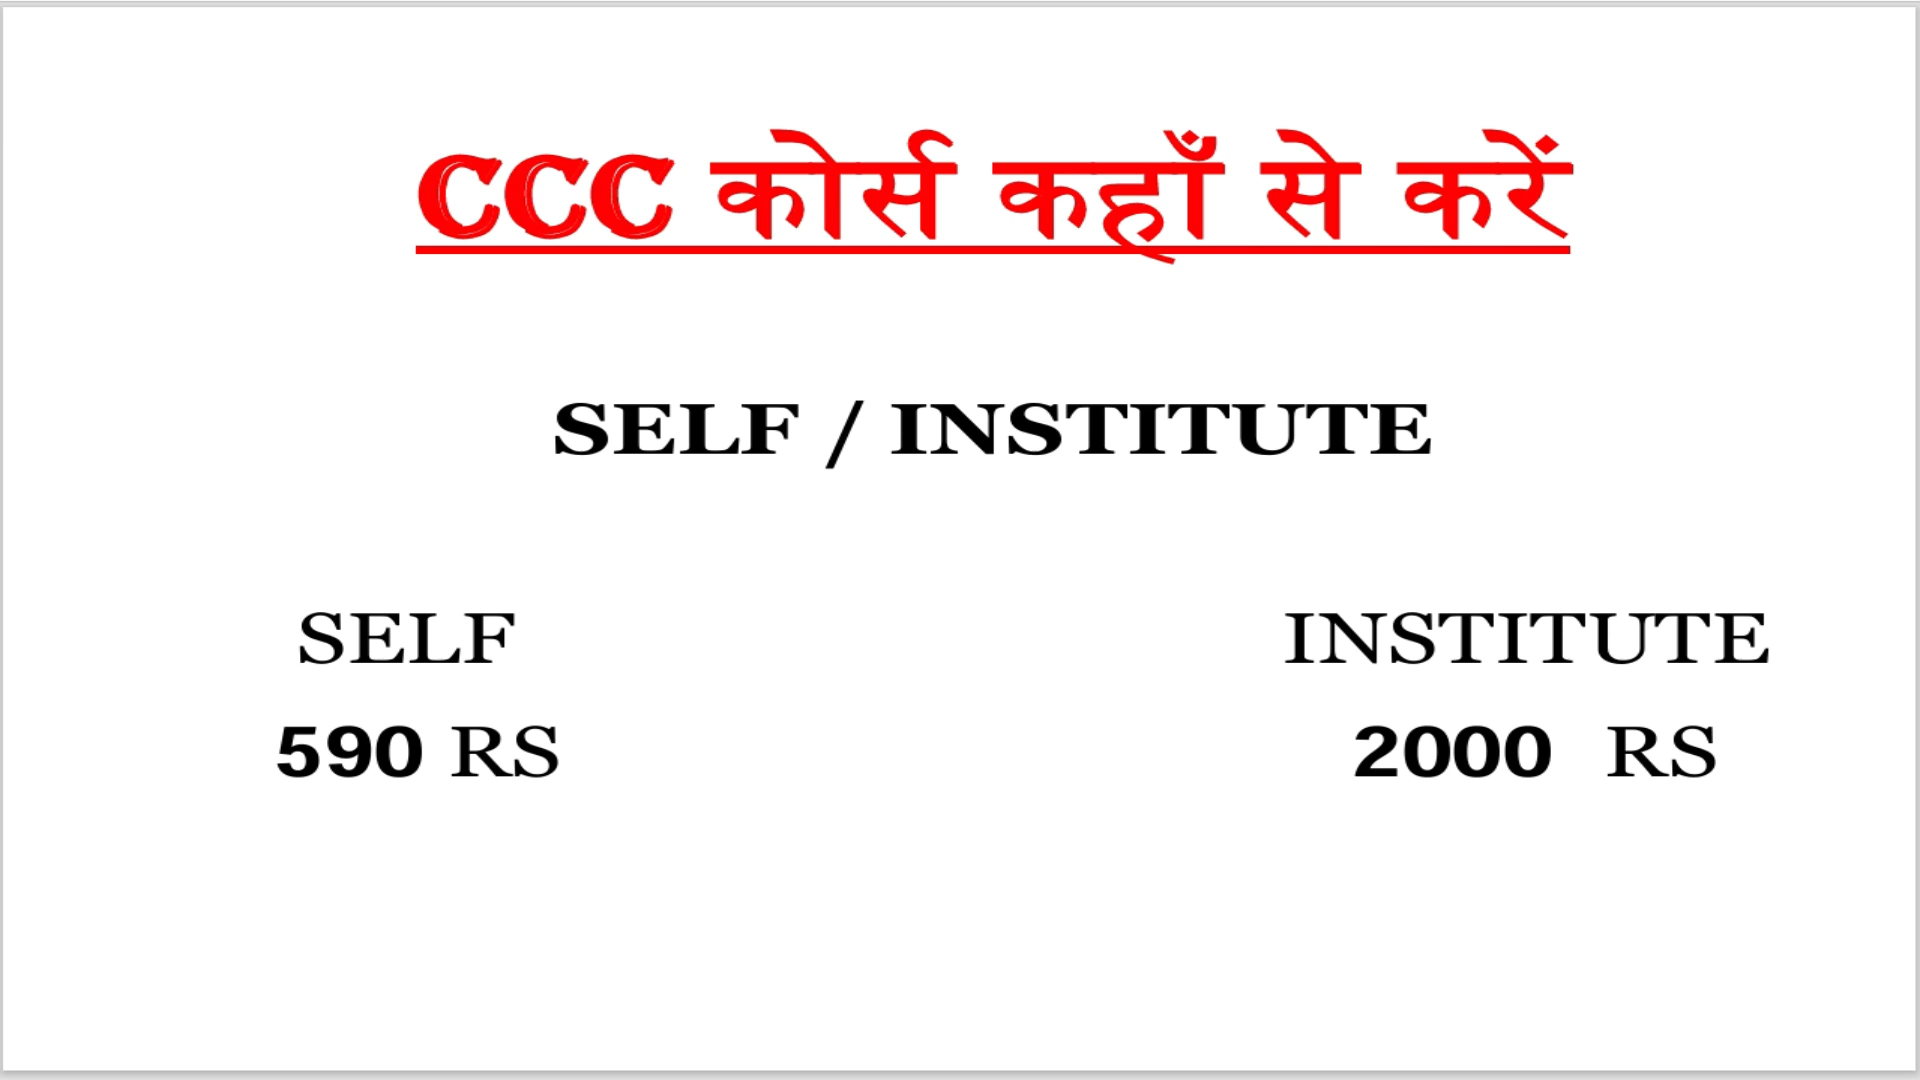 CCC कोर्स कहाँ से करें
SELF / INSTITUTE
SELF INSTITUTE
590 RS 2000 RS